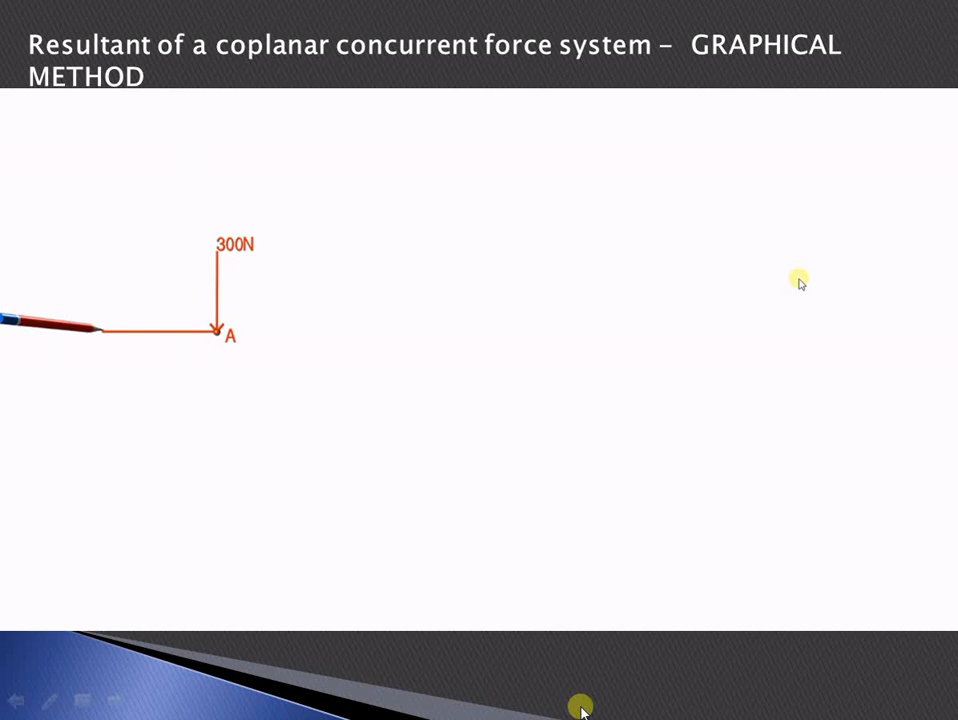 Resultant of a coplanar concurrent force system – GRAPHICAL
METHOD
300N
A